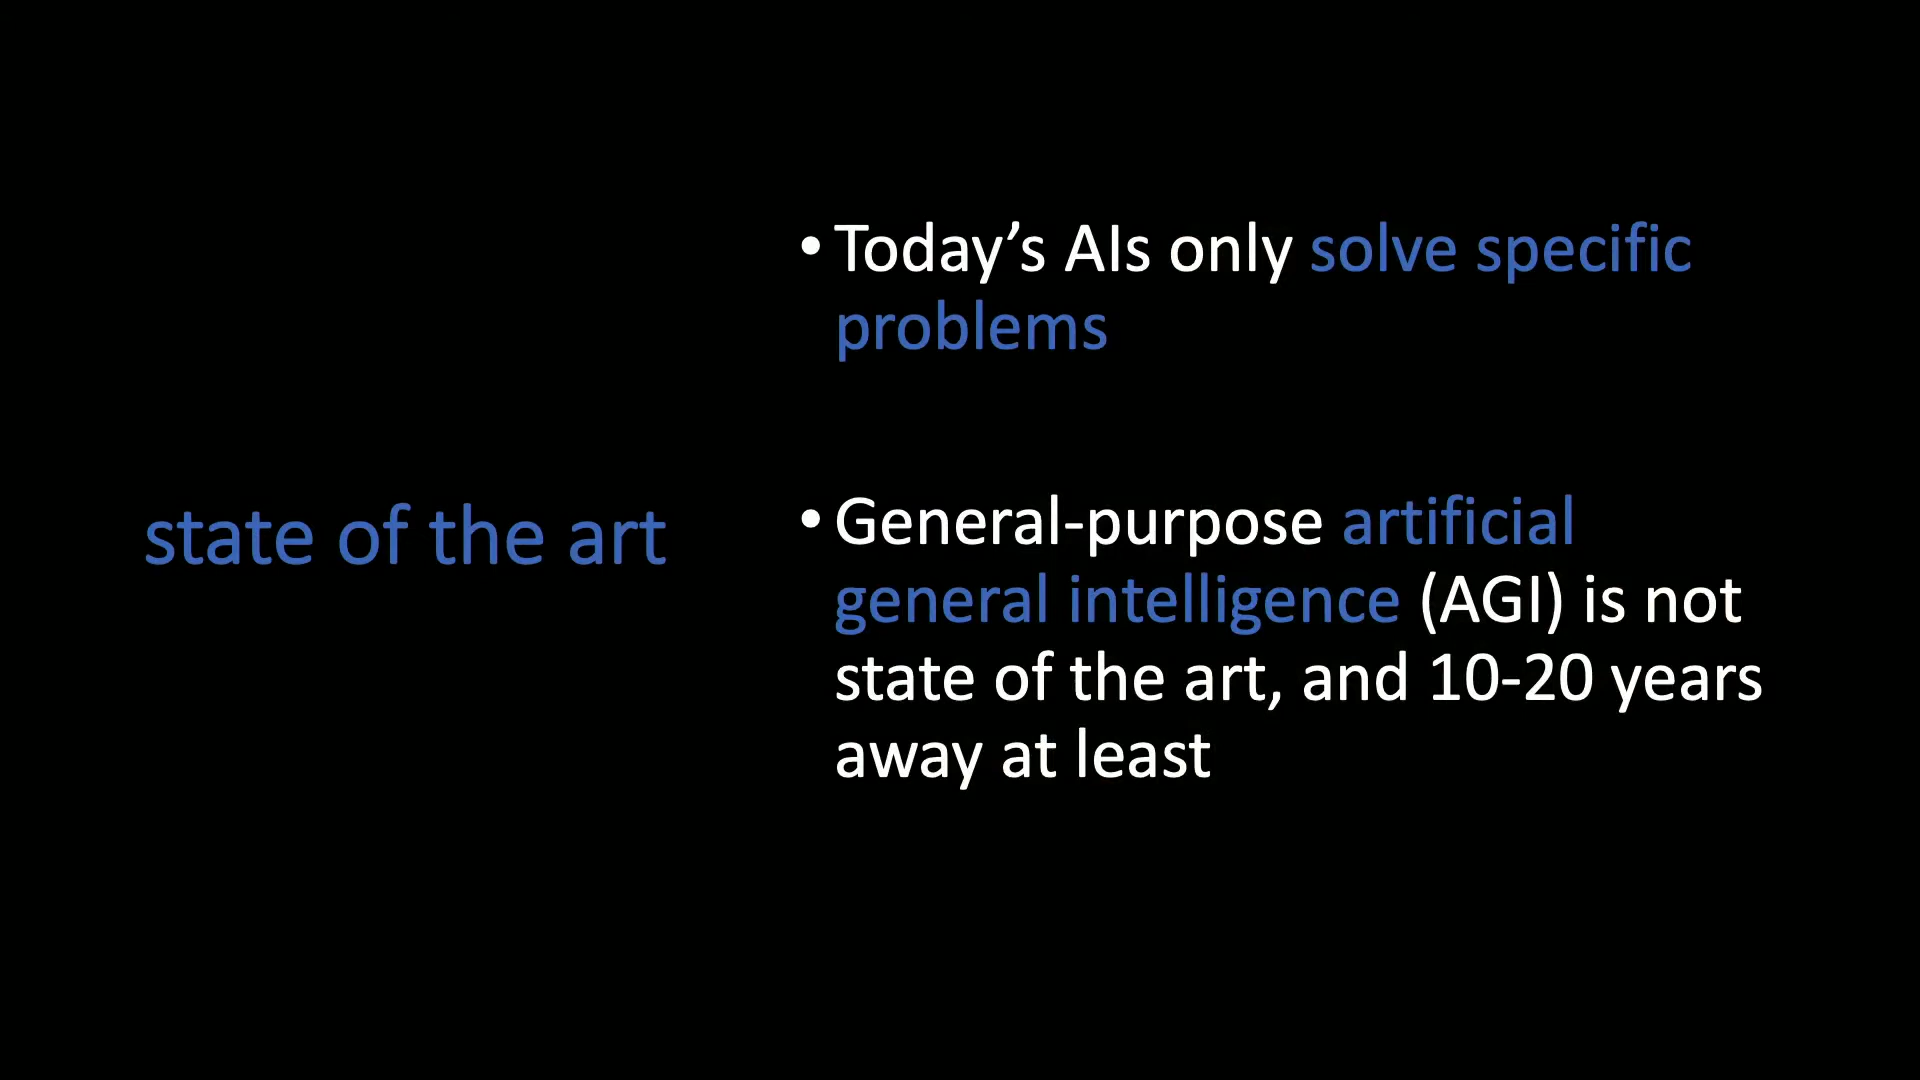 state of the art
• Today’s AIs only solve specific
problems
• General-purpose artificial
general intelligence (AGI) is not
state of the art, and 10-20 years
away at least